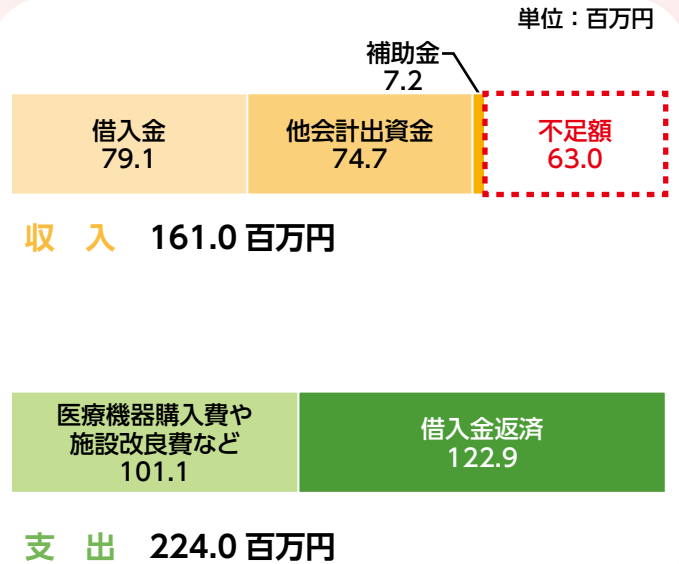 単位：百万円
補助金
7.2
借入金
79.1
他会計出資金
74.7
不足額
63.0
収 入 161.0 百万円
医療機器購入費や
施設改良費など
101.1
借入金返済
122.9
支 出 224.0 百万円